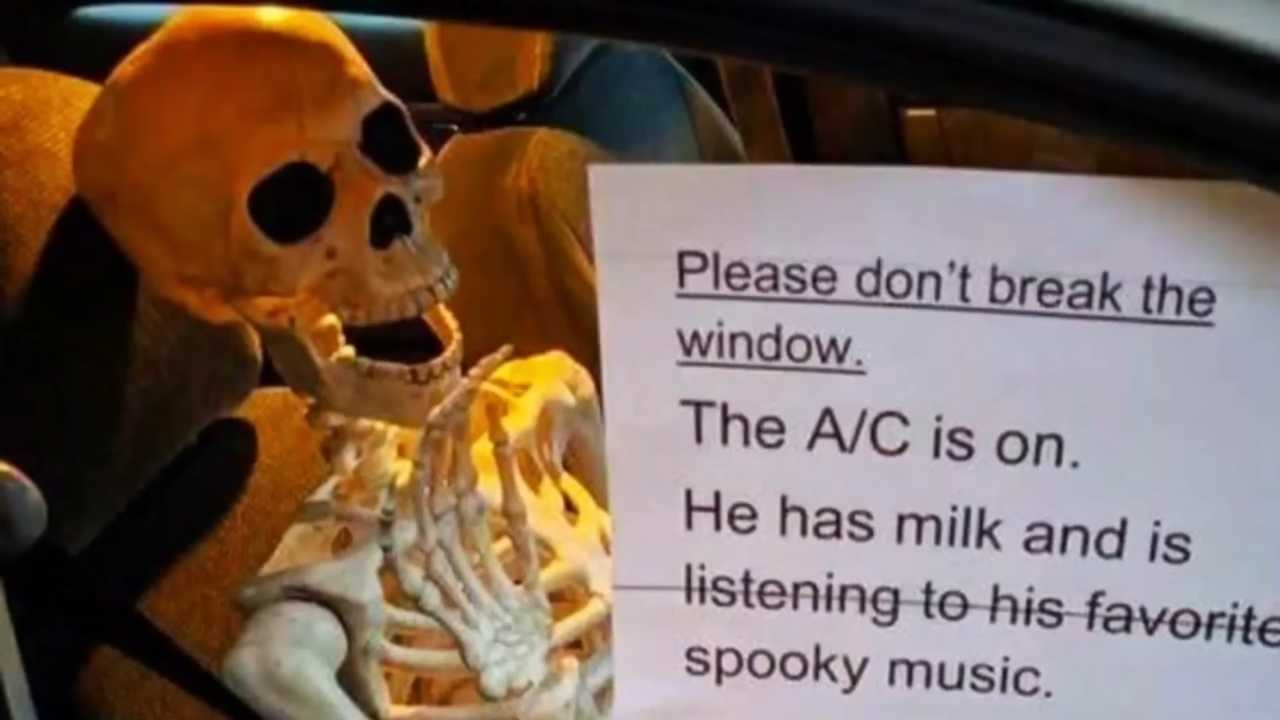 Please don't break the
window.
The A/C is on.
He has milk and is
listening to his favorite
spooky music.